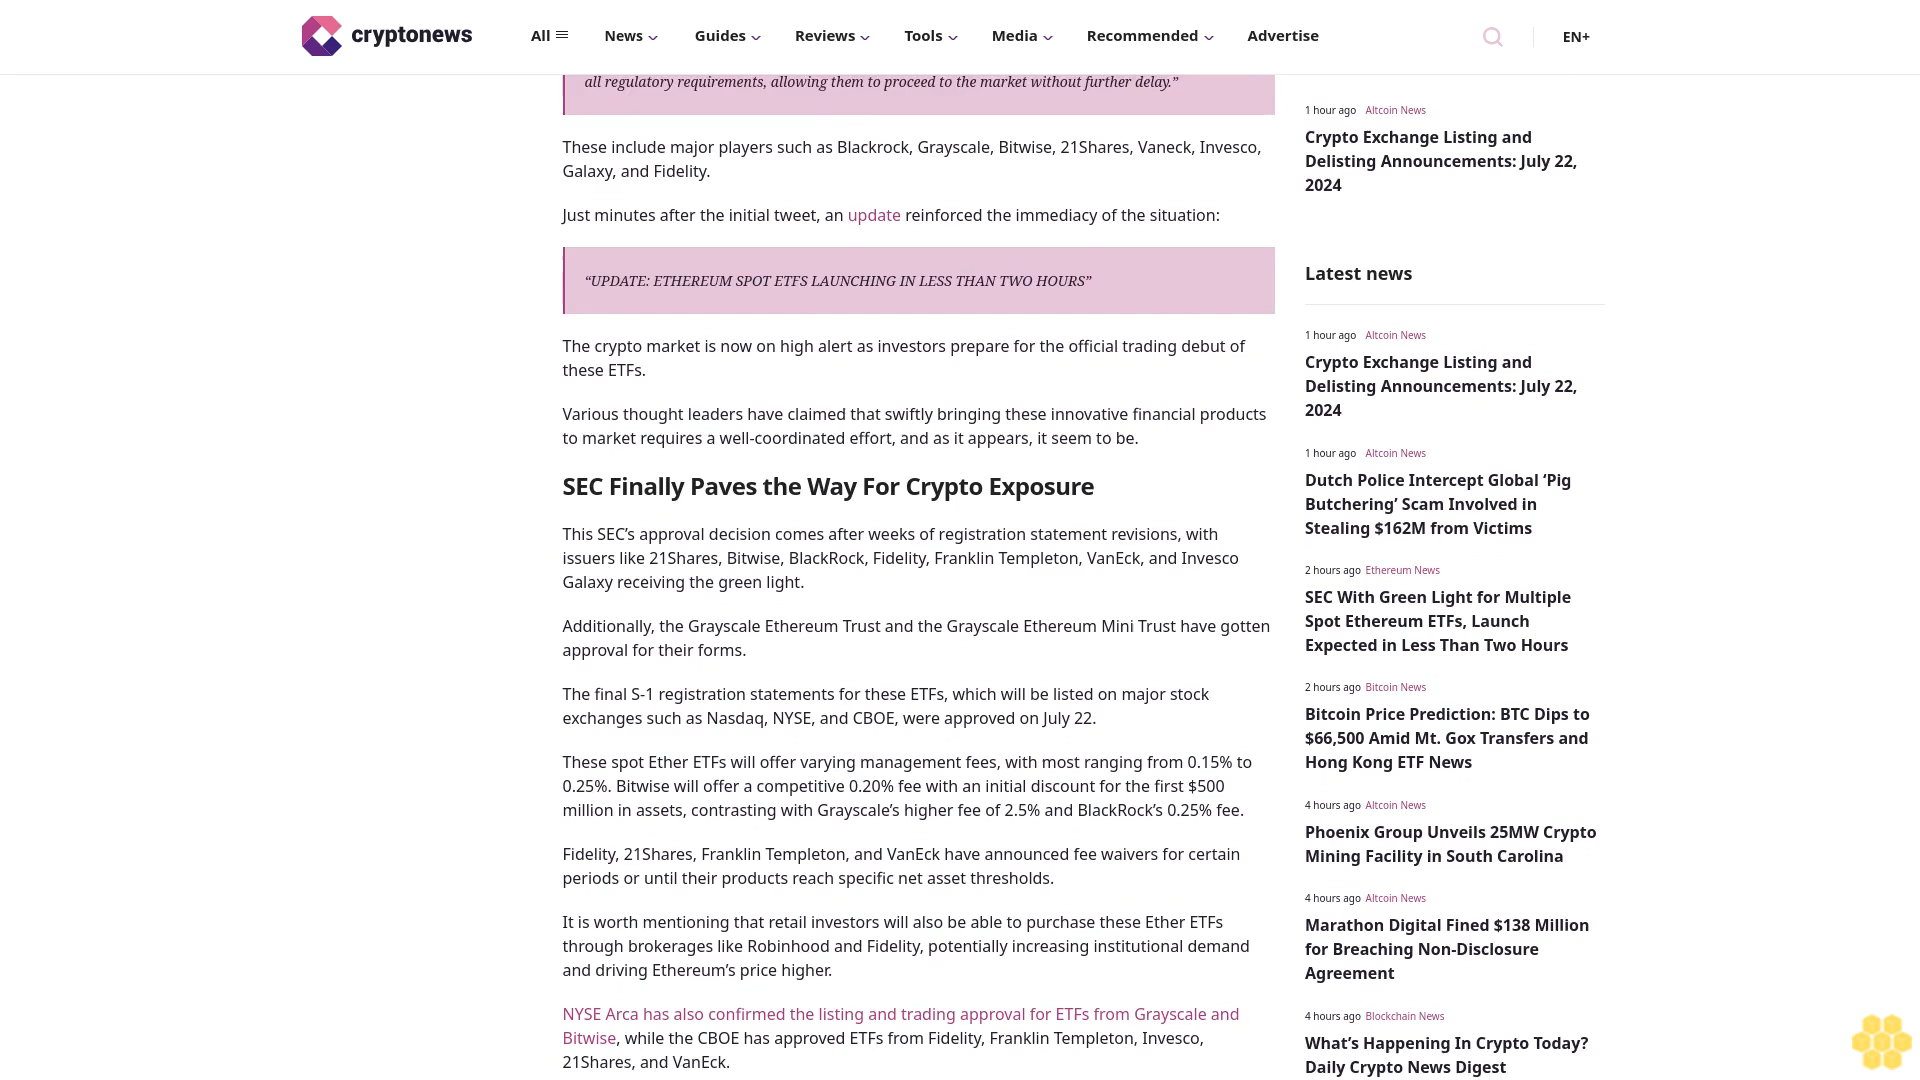 cryptonews
All
News
Guides
Reviews
Tools
Media
Recommended
Advertise
EN+
all regulatory requirements, allowing them to proceed to the market without further delay.”
These include major players such as Blackrock, Grayscale, Bitwise, 21Shares, Vaneck, Invesco,
Galaxy, and Fidelity.
Just minutes after the initial tweet, an update reinforced the immediacy of the situation:
“UPDATE: ETHEREUM SPOT ETFS LAUNCHING IN LESS THAN TWO HOURS”
The crypto market is now on high alert as investors prepare for the official trading debut of
these ETFs.
Various thought leaders have claimed that swiftly bringing these innovative financial products
to market requires a well-coordinated effort, and as it appears, it seem to be.
SEC Finally Paves the Way For Crypto Exposure
This SEC’s approval decision comes after weeks of registration statement revisions, with
issuers like 21Shares, Bitwise, BlackRock, Fidelity, Franklin Templeton, VanEck, and Invesco
Galaxy receiving the green light.
Additionally, the Grayscale Ethereum Trust and the Grayscale Ethereum Mini Trust have gotten
approval for their forms.
The final S-1 registration statements for these ETFs, which will be listed on major stock
exchanges such as Nasdaq, NYSE, and CBOE, were approved on July 22.
These spot Ether ETFs will offer varying management fees, with most ranging from 0.15% to
0.25%. Bitwise will offer a competitive 0.20% fee with an initial discount for the first $500
million in assets, contrasting with Grayscale’s higher fee of 2.5% and BlackRock’s 0.25% fee.
Fidelity, 21Shares, Franklin Templeton, and VanEck have announced fee waivers for certain
periods or until their products reach specific net asset thresholds.
It is worth mentioning that retail investors will also be able to purchase these Ether ETFs
through brokerages like Robinhood and Fidelity, potentially increasing institutional demand
and driving Ethereum’s price higher.
NYSE Arca has also confirmed the listing and trading approval for ETFs from Grayscale and
Bitwise, while the CBOE has approved ETFs from Fidelity, Franklin Templeton, Invesco,
21Shares, and VanEck.
1 hour ago Altcoin News
Crypto Exchange Listing and
Delisting Announcements: July 22,
2024
Latest news
1 hour ago Altcoin News
Crypto Exchange Listing and
Delisting Announcements: July 22,
2024
1 hour ago Altcoin News
Dutch Police Intercept Global ‘Pig
Butchering’ Scam Involved in
Stealing $162M from Victims
2 hours ago Ethereum News
SEC With Green Light for Multiple
Spot Ethereum ETFs, Launch
Expected in Less Than Two Hours
2 hours ago Bitcoin News
Bitcoin Price Prediction: BTC Dips to
$66,500 Amid Mt. Gox Transfers and
Hong Kong ETF News
4 hours ago Altcoin News
Phoenix Group Unveils 25MW Crypto
Mining Facility in South Carolina
4 hours ago Altcoin News
Marathon Digital Fined $138 Million
for Breaching Non-Disclosure
Agreement
4 hours ago Blockchain News
What’s Happening In Crypto Today?
Daily Crypto News Digest